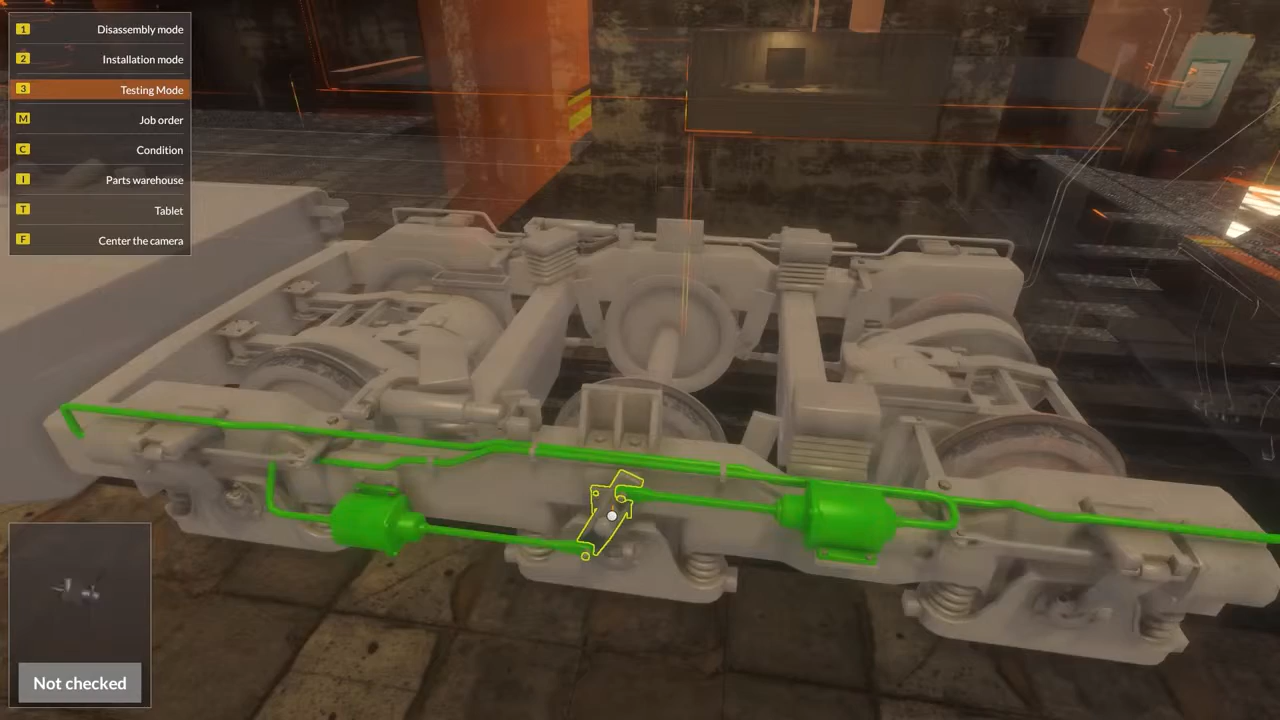 1 Disassembly mode
2 Installation mode
3 Testing Mode
M Job order
C Condition
I Parts warehouse
T Tablet
F Center the camera
Not checked